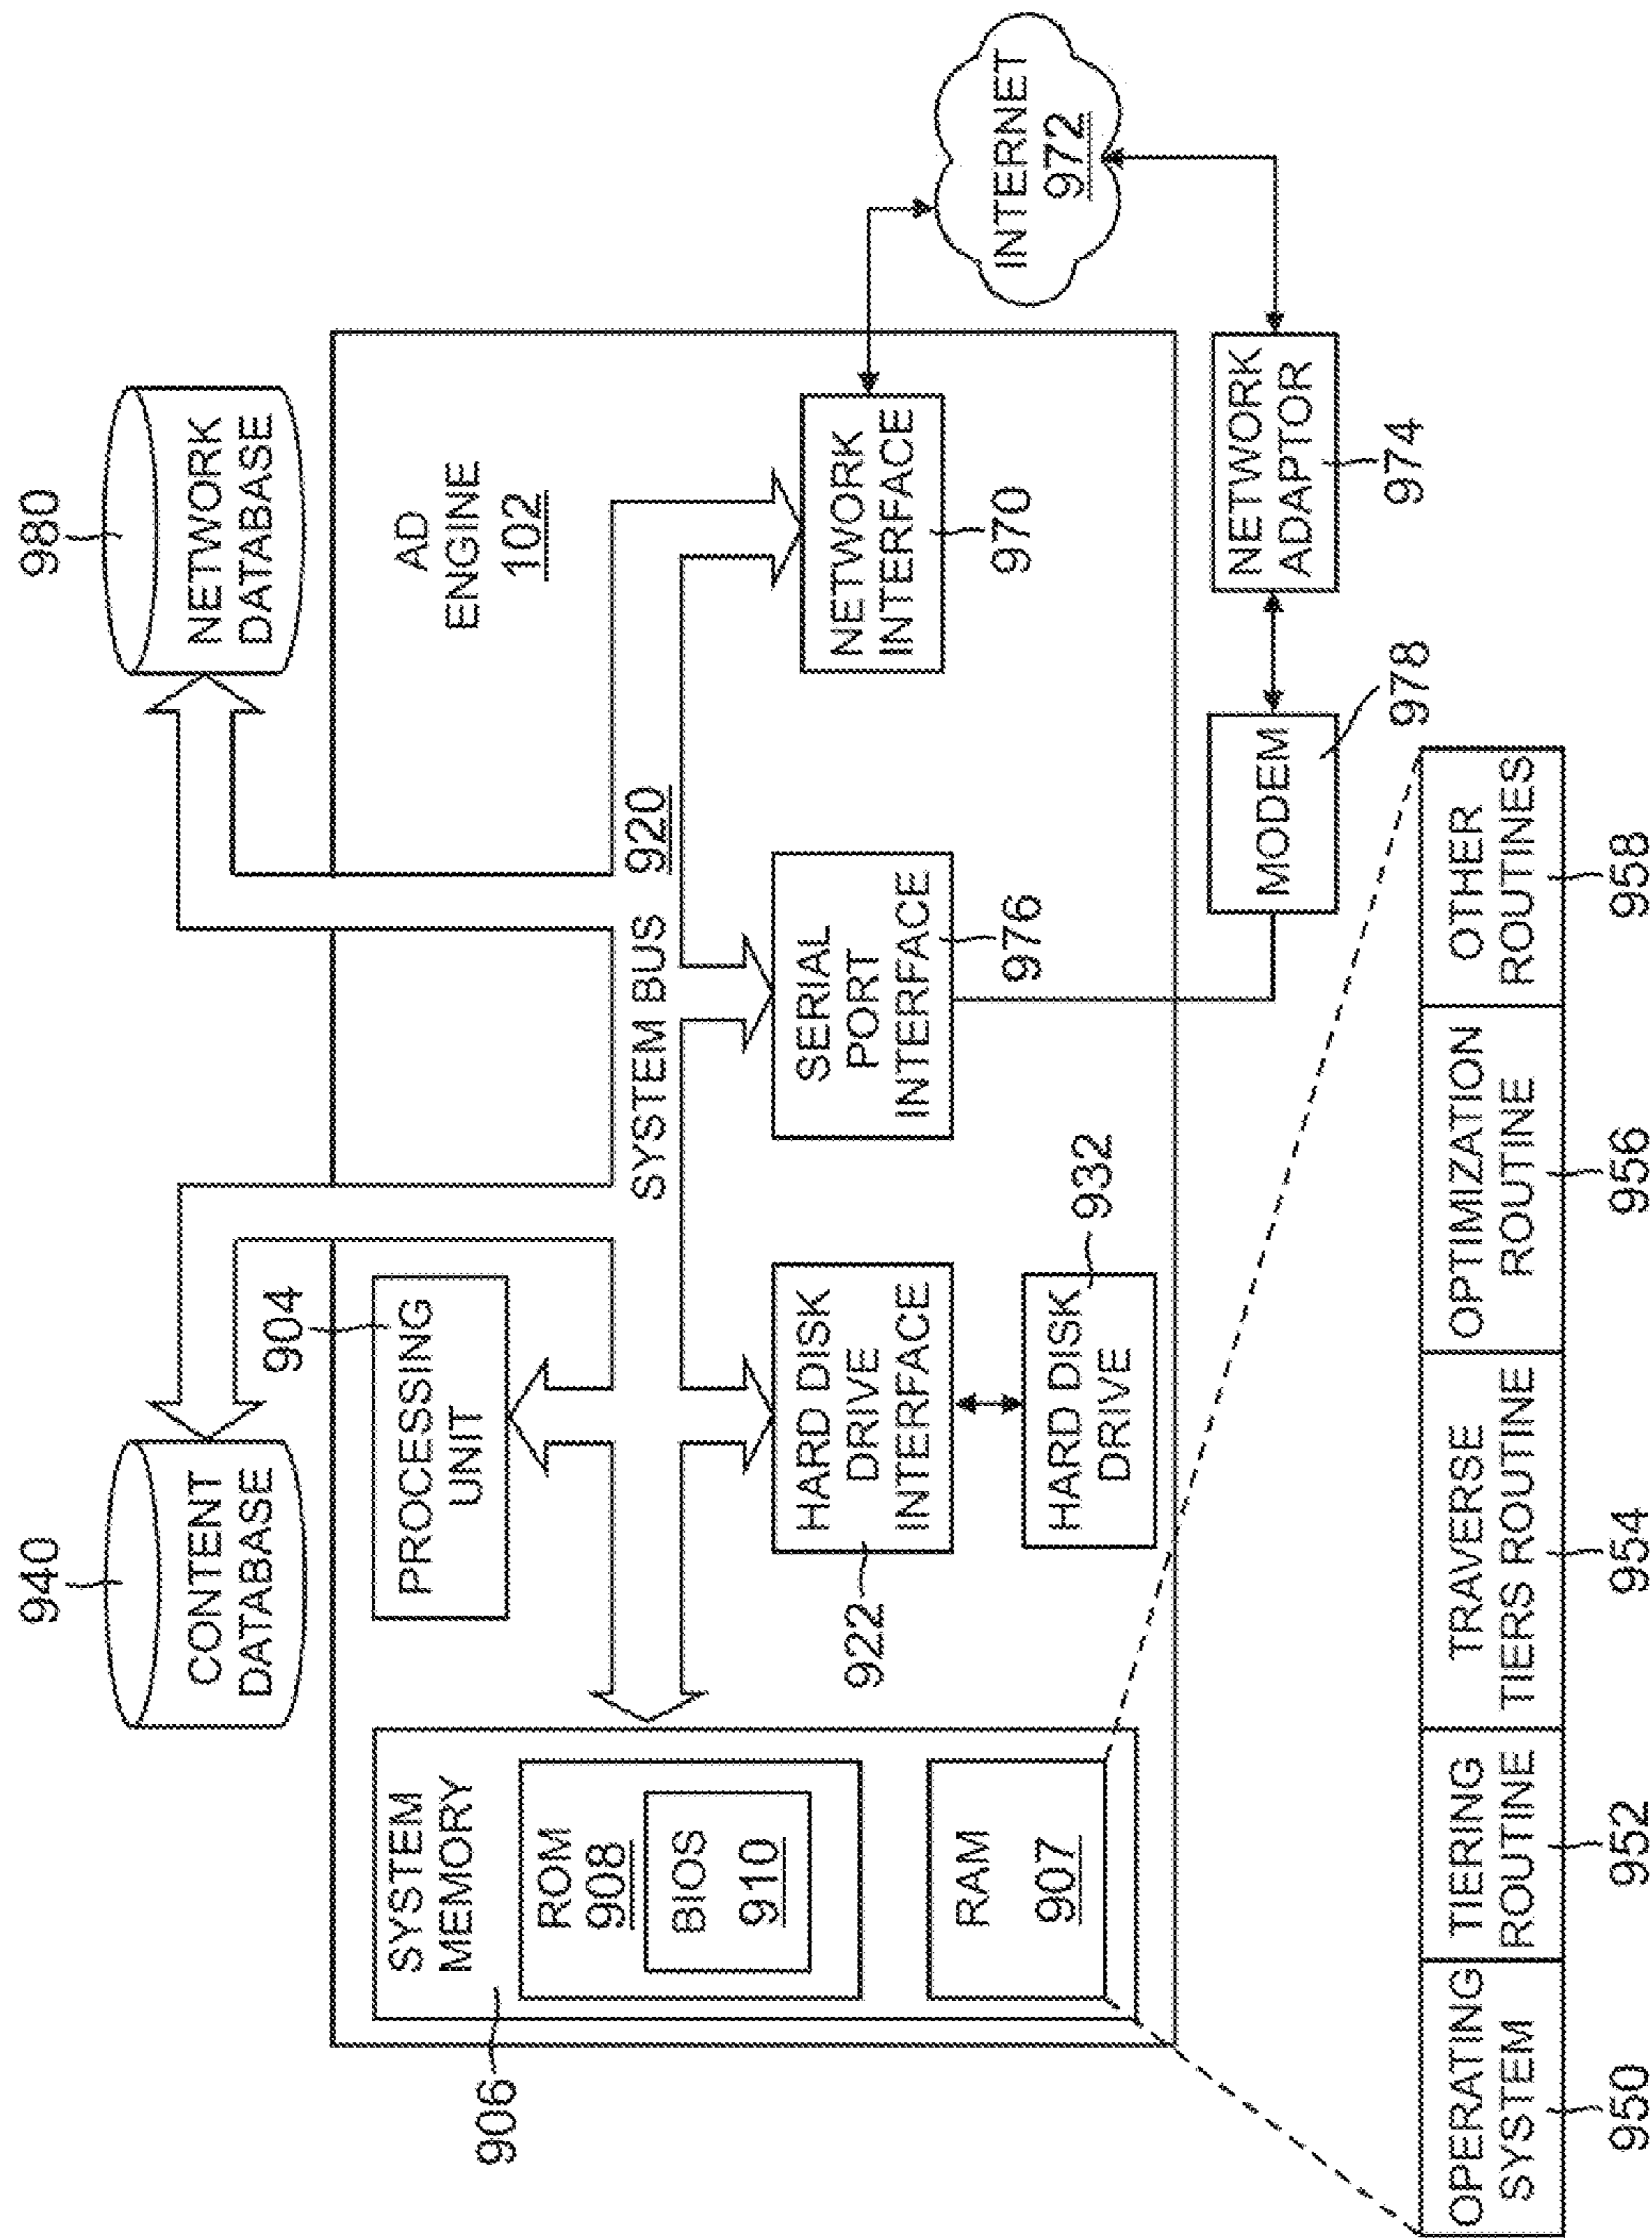 940
CONTENT
DATABASE
980
NETWORK
DATABASE
904
PROCESSING
UNIT
AD
ENGINE
102
906
SYSTEM
MEMORY
ROM
908
BIOS
910
RAM
907
SYSTEM BUS 920
922
HARD DISK
DRIVE
INTERFACE
SERIAL
PORT
INTERFACE
976
NETWORK
INTERFACE
970
HARD DISK
DRIVE
932
INTERNET
972
MODEM
978
NETWORK
ADAPTOR
974
OPERATING
SYSTEM
950
TIERING
ROUTINE
952
TRAVERSE
TIERS ROUTINE
954
OPTIMIZATION
ROUTINE
956
OTHER
ROUTINES
958